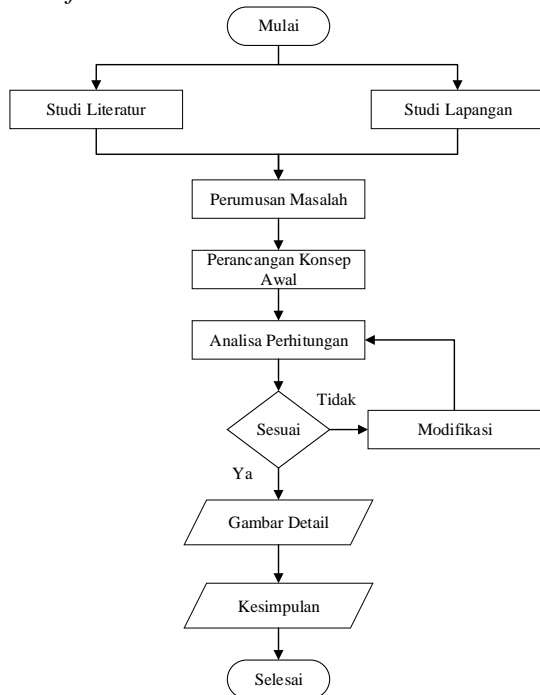 Mulai
Studi Literatur
Studi Lapangan
Perumusan Masalah
Perancangan Konsep
Awal
Analisa Perhitungan
Tidak
Sesuai
Modifikasi
Ya
Gambar Detail
Kesimpulan
Selesai